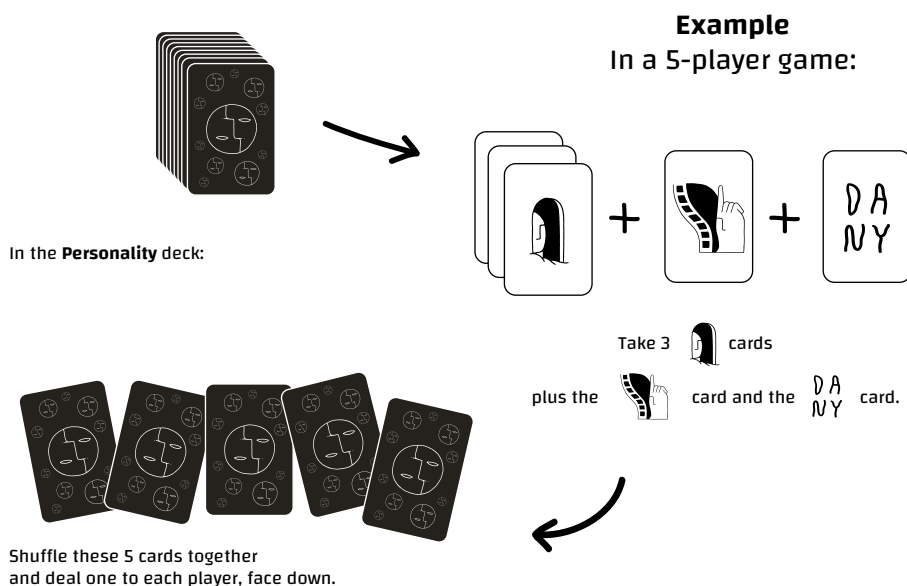 Example
In a 5-player game:
DA
NY
In the Personality deck:
Take 3 cards
plus the card and the DA NY card.
Shuffle these 5 cards together
and deal one to each player, face down.